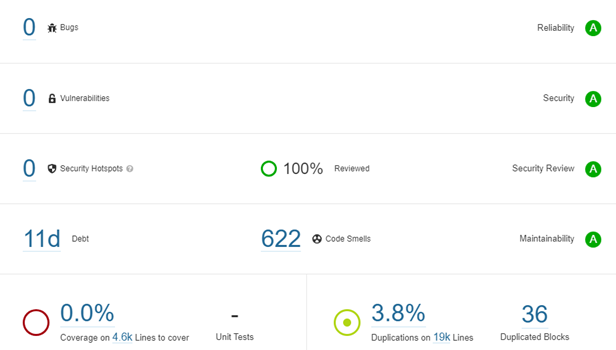 0 Bugs Reliability A
0 Vulnerabilities Security A
0 Security Hotspots ? 100% Reviewed Security Review A
11d Debt 622 Code Smells Maintainability A
0.0% - 3.8% 36
Coverage on 4.6k Lines to cover Unit Tests Duplications on 19k Lines Duplicated Blocks